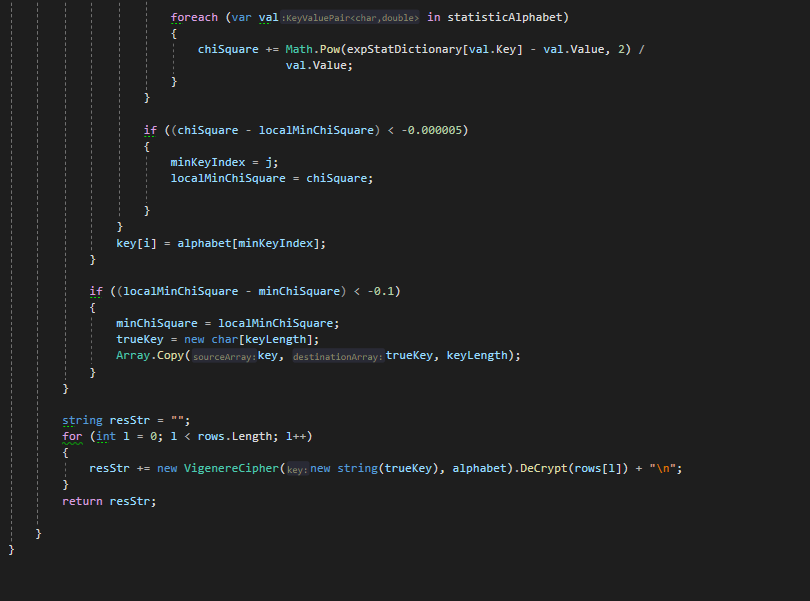 foreach (var val :KeyValuePair<char,double> in statisticAlphabet)
{
chiSquare += Math.Pow(expStatDictionary[val.Key] - val.Value, 2) /
val.Value;
}
}
if ((chiSquare - localMinChiSquare) < -0.000005)
{
minKeyIndex = j;
localMinChiSquare = chiSquare;
}
}
key[i] = alphabet[minKeyIndex];
}
if ((localMinChiSquare - minChiSquare) < -0.1)
{
minChiSquare = localMinChiSquare;
trueKey = new char[keyLength];
Array.Copy(sourceArray: key, destinationArray: trueKey, keyLength);
}
}
string resStr = "";
for (int l = 0; l < rows.Length; l++)
{
resStr += new VigenereCipher(key: new string(trueKey), alphabet).DeCrypt(rows[l]) + "\n";
}
return resStr;
}
}